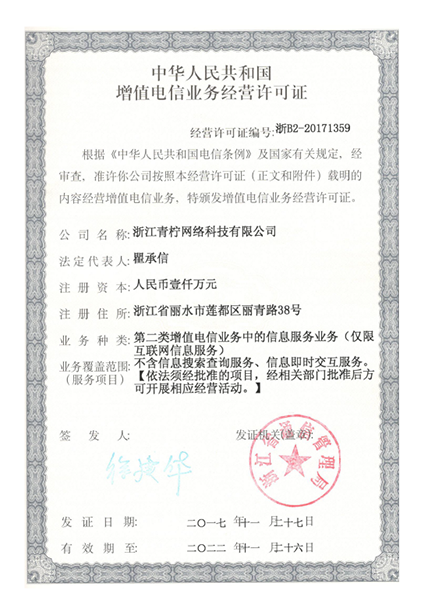 中华人民共和国
增值电信业务经营许可证
经营许可证编号:浙B2-20171359
根据《中华人民共和国电信条例》及国家有关规定，经
审查，准许你公司按照本经营许可证（正文和附件）载明的
内容经营增值电信业务，特颁发增值电信业务经营许可证。
公司名称:浙江青柠网络科技有限公司
法定代表人:瞿承信
注册资本:人民币壹仟万元
注册住所:浙江省丽水市莲都区丽青路38号
业务种类:第二类增值电信业务中的信息服务业务（仅限
互联网信息服务）
业务覆盖范围:不含信息搜索查询服务、信息即时交互服务。
（服务项目）【依法须经批准的项目，经相关部门批准后方
可开展相应经营活动。】
签发人:
发证机关(盖章):
浙江省通信管理局
发证日期:二〇一七年十一月二十七日
有效期至:二〇二二年十一月二十六日